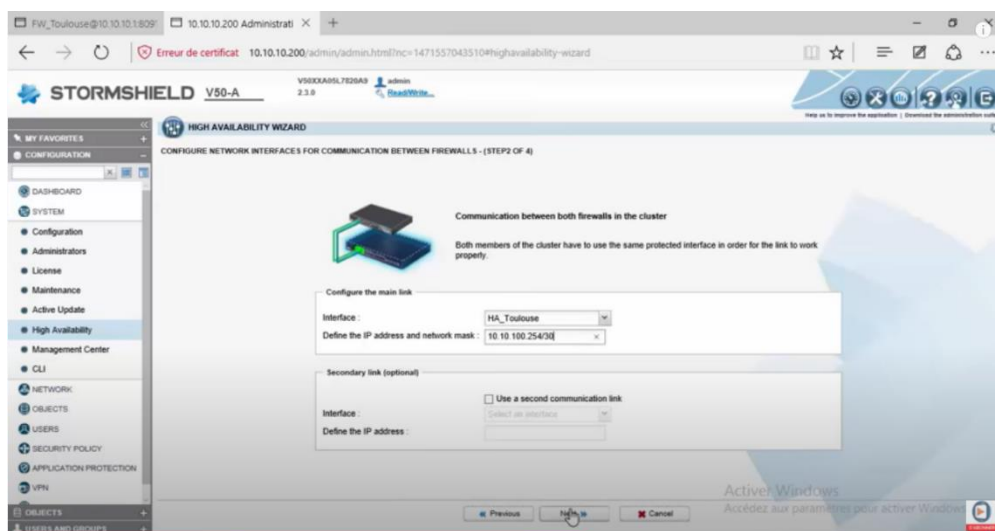 FW_Toulouse@10.10.10.1:809
10.10.10.200 Administrati
Erreur de certificat 10.10.10.200/admin/admin.html?nc=1471557043510#highavailability-wizard
STORMSHIELD V50-A
V50XXA05L7826A9 admin
2.3.0 Read/Write...
Help us to improve the application | Download the administration suite
MY FAVORITES
CONFIGURATION
DASHBOARD
SYSTEM
Configuration
Administrators
License
Maintenance
Active Update
High Availability
Management Center
CLI
NETWORK
OBJECTS
USERS
SECURITY POLICY
APPLICATION PROTECTION
VPN
OBJECTS
USERS AND GROUPS
HIGH AVAILABILITY WIZARD
CONFIGURE NETWORK INTERFACES FOR COMMUNICATION BETWEEN FIREWALLS - (STEP2 OF 4)
Communication between both firewalls in the cluster
Both members of the cluster have to use the same protected interface in order for the link to work
properly.
Configure the main link
Interface : HA_Toulouse
Define the IP address and network mask : 10.10.100.254/30
Secondary link (optional)
Use a second communication link
Interface : Select an interface
Define the IP address :
Previous Next Cancel
Activer Windows
Accédez aux paramètres pour activer Windows